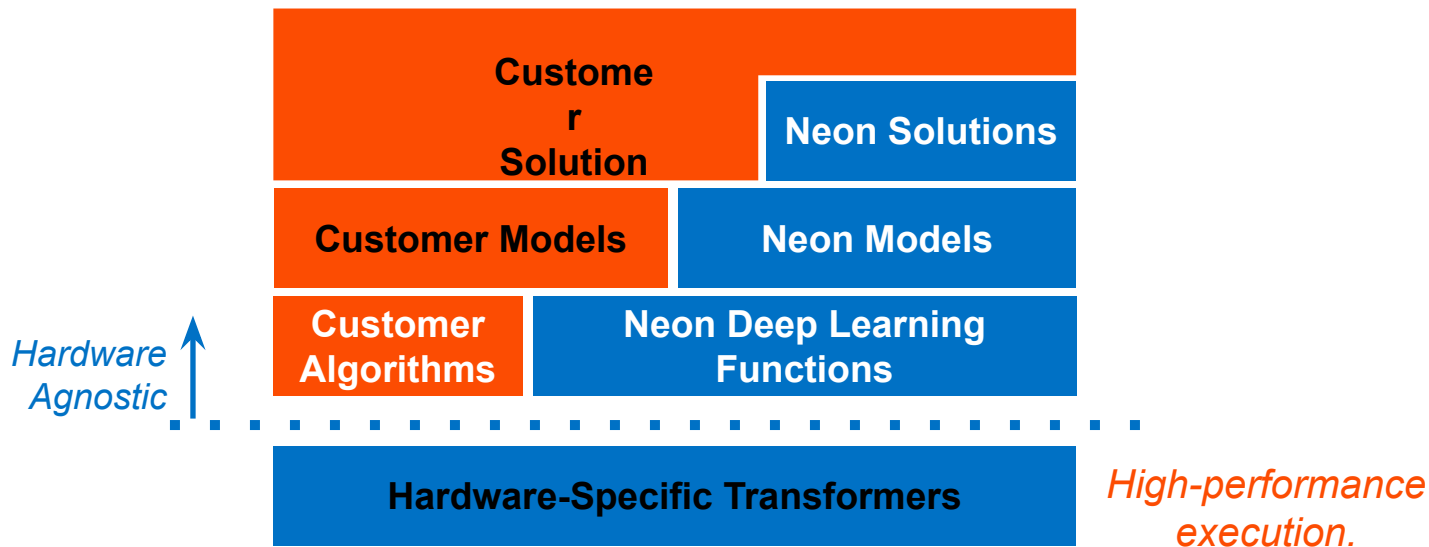 Custome
r
Solution
Neon Solutions
Customer Models
Neon Models
Customer
Algorithms
Neon Deep Learning
Functions
Hardware
Agnostic
Hardware-Specific Transformers
High-performance
execution.